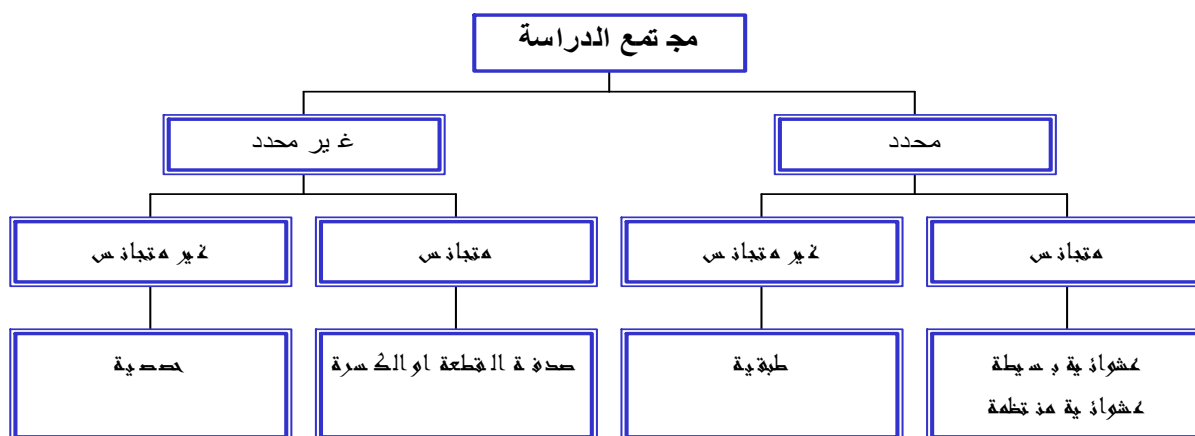 مجتمع الدراسة
محدد
غير محدد
متجانس
غير متجانس
متجانس
غير متجانس
عشوائية بسيطة
عشوائية منتظمة
طبقية
صدفة القطعة او الكسرة
حصصية